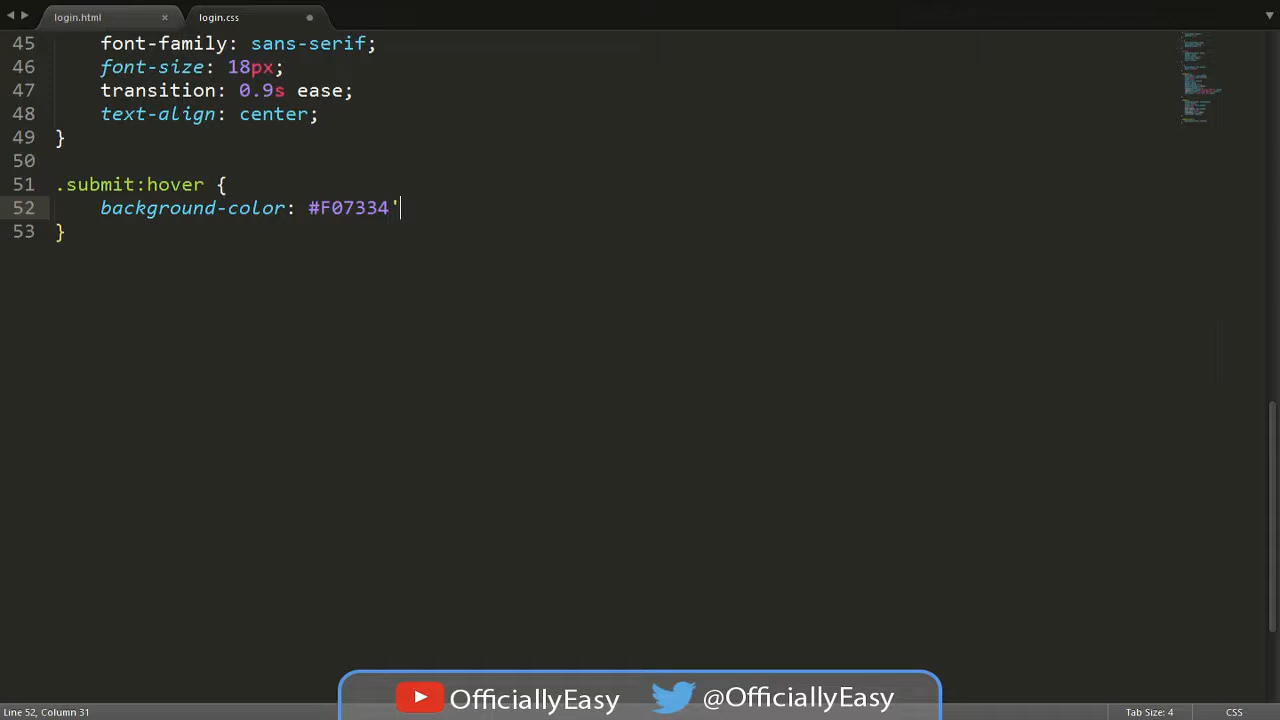 login.html × login.css
45 font-family: sans-serif;
46 font-size: 18px;
47 transition: 0.9s ease;
48 text-align: center;
49 }
50
51 .submit:hover {
52 background-color: #F07334'
53 }
OfficiallyEasy @OfficiallyEasy
Line 52, Column 31 Tab Size: 4 CSS